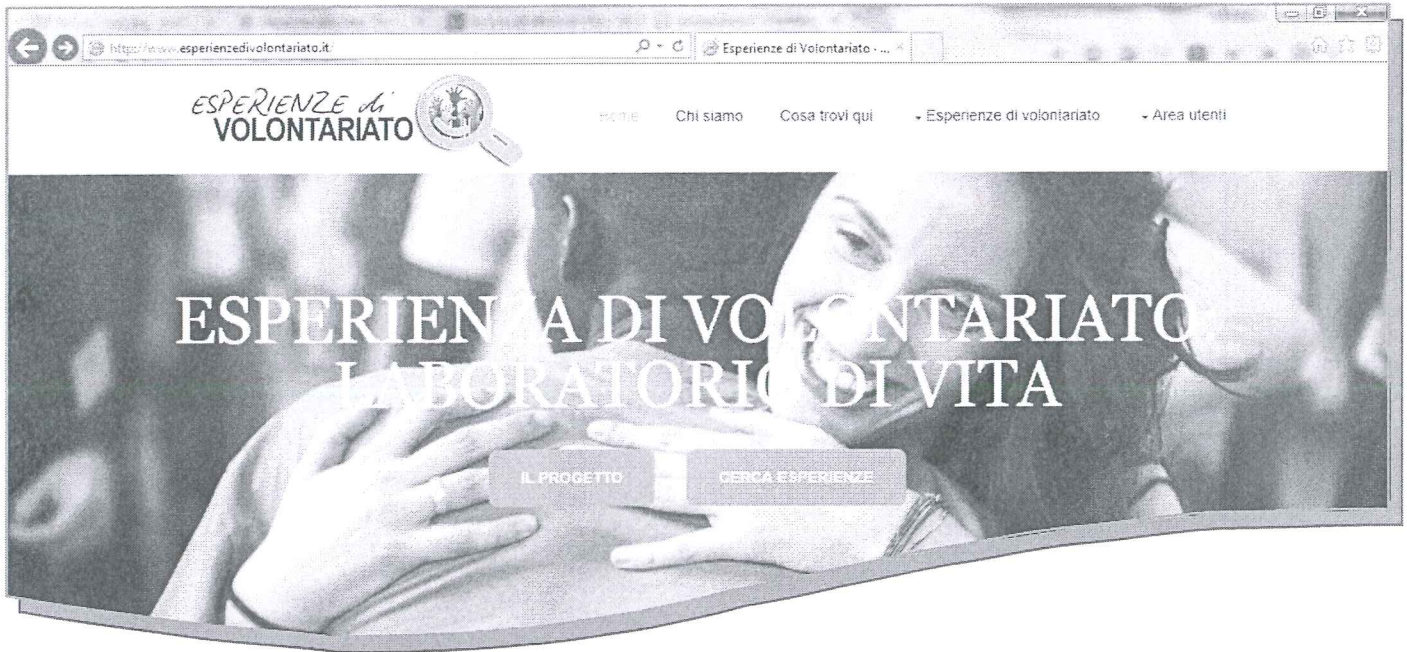 http://www.esperienzedivolontariato.it
Esperienze di Volontariato - ...
ESPERIENZE di
VOLONTARIATO
Home
Chi siamo
Cosa trovi qui
Esperienze di volontariato
Area utenti
ESPERIENZA DI VOLONTARIATO,
LABORATORIO DI VITA
IL PROGETTO
CERCA ESPERIENZE